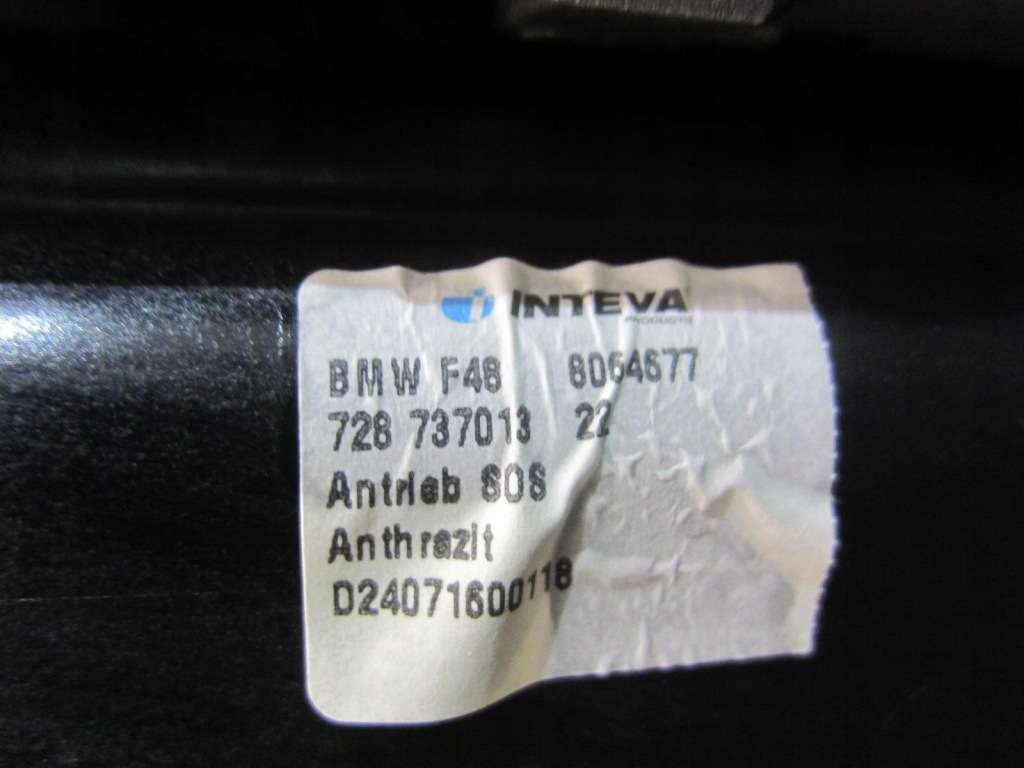 INTEVA
PRODUCTS
BMW F48 8064677
728 737013 22
Antrieb SOS
Anthrazit
D24071600118